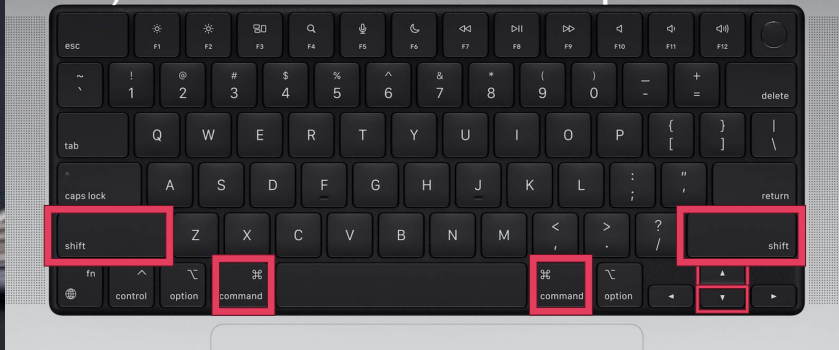 esc F1 F2 F3 F4 F5 F6 F7 F8 F9 F10 F11 F12
~ ! @ # $ % ^ & * ( ) _ +
` 1 2 3 4 5 6 7 8 9 0 - = delete
tab Q W E R T Y U I O P { [ } ] | \
caps lock A S D F G H J K L : ; " ' return
shift Z X C V B N M < , > . ? / shift
fn ^ ⌥ ⌘ ⌘ ⌥ ▲
control option command command option ◄ ▼ ►